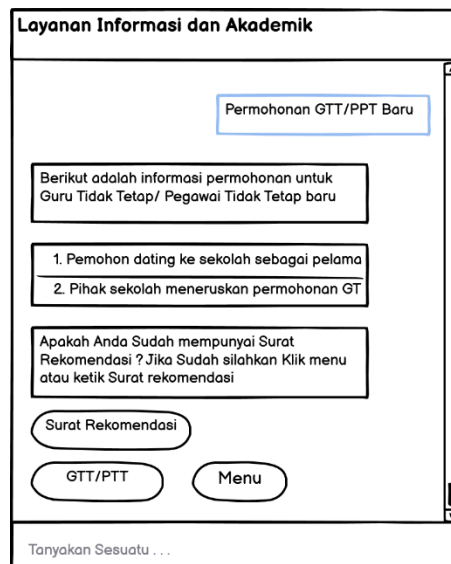 Layanan Informasi dan Akademik
Permohonan GTT/PPT Baru
Berikut adalah informasi permohonan untuk
Guru Tidak Tetap/ Pegawai Tidak Tetap baru
1. Pemohon dating ke sekolah sebagai pelama
2. Pihak sekolah meneruskan permohonan GT
Apakah Anda Sudah mempunyai Surat
Rekomendasi ? Jika Sudah silahkan Klik menu
atau ketik Surat rekomendasi
Surat Rekomendasi
GTT/PTT
Menu
Tanyakan Sesuatu . . .